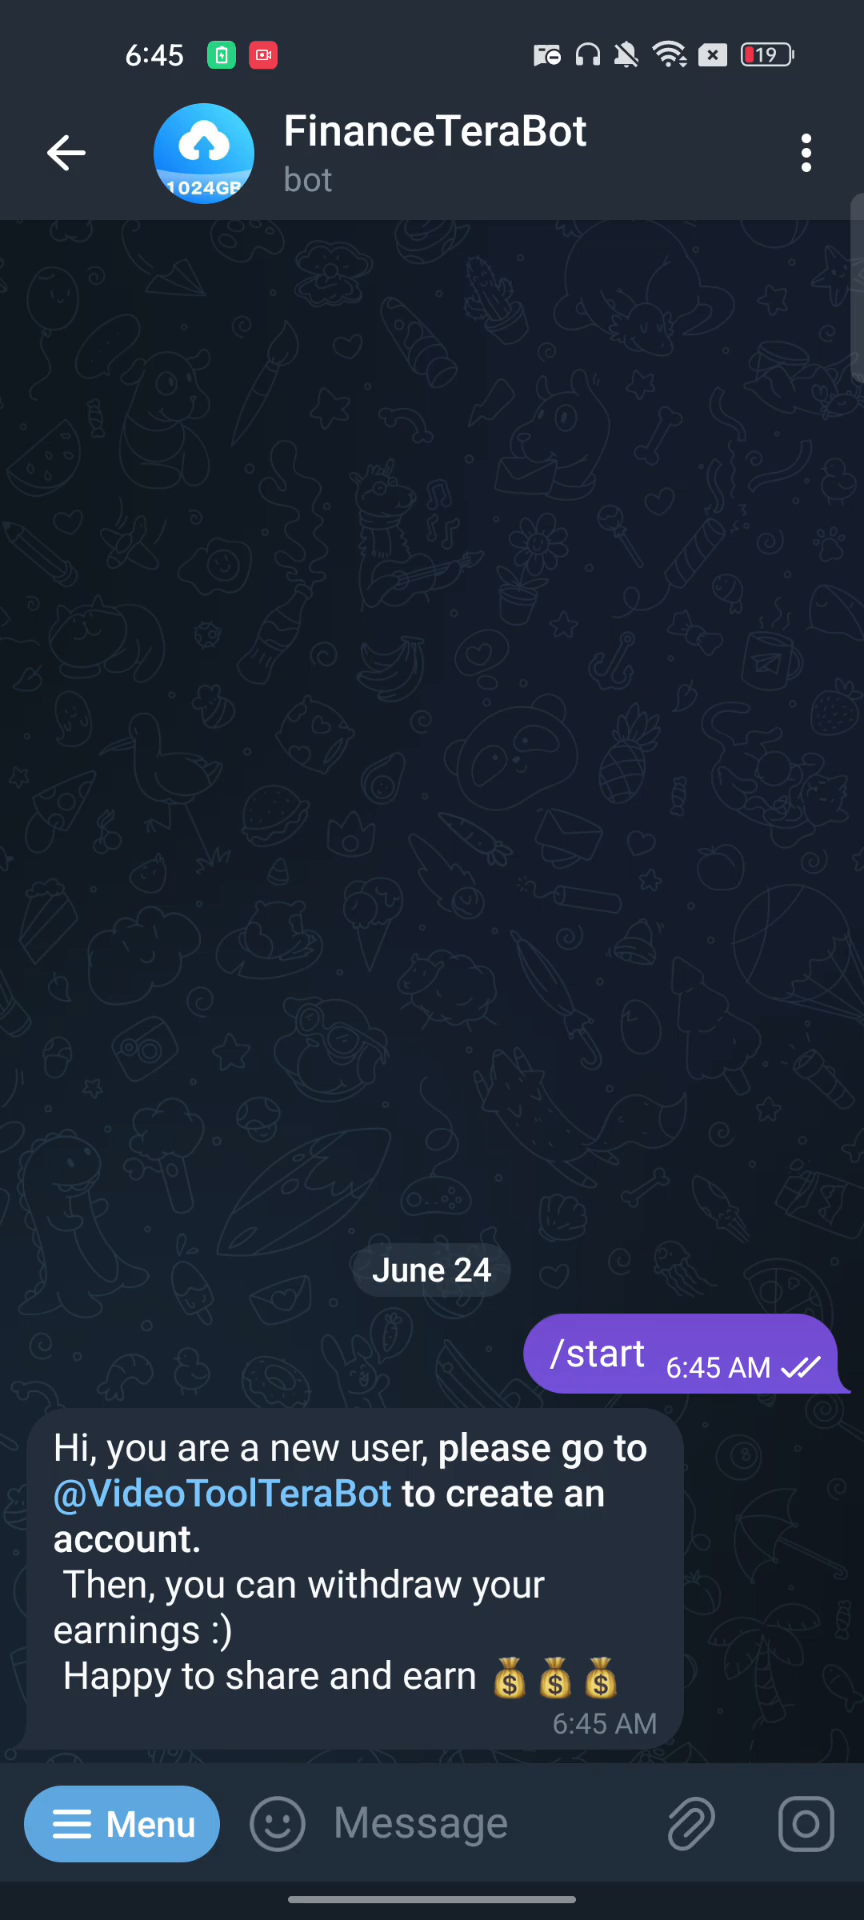 6:45
19
FinanceTeraBot
bot
1024GB
June 24
/start 6:45 AM
Hi, you are a new user, please go to
@VideoToolTeraBot to create an
account.
Then, you can withdraw your
earnings :)
Happy to share and earn 💰💰💰
6:45 AM
Menu
Message